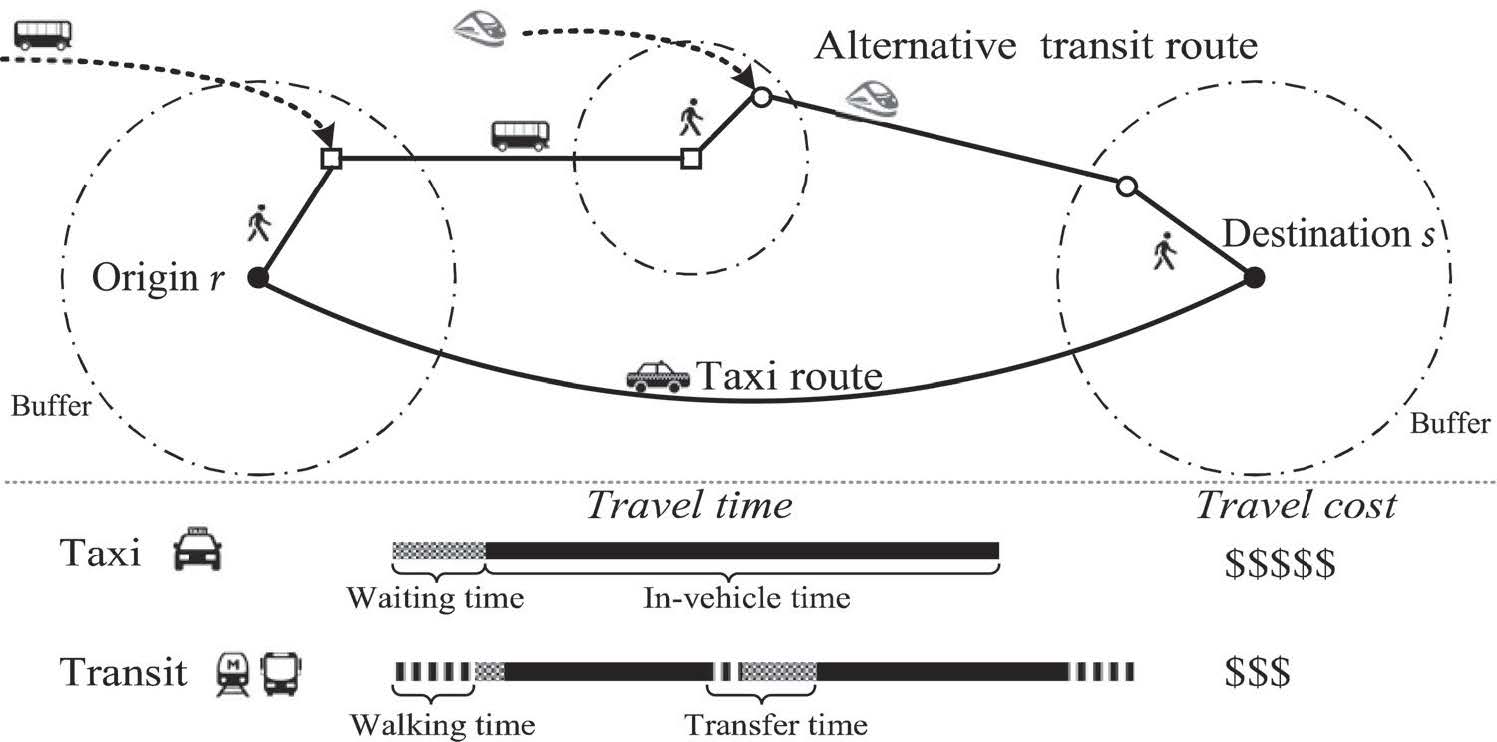 Alternative transit route
Destination s
Origin r
Taxi route
Buffer
Buffer
Travel time
Travel cost
Taxi
TAXI
$$$$$
Waiting time
In-vehicle time
Transit
M
$$$
Walking time
Transfer time